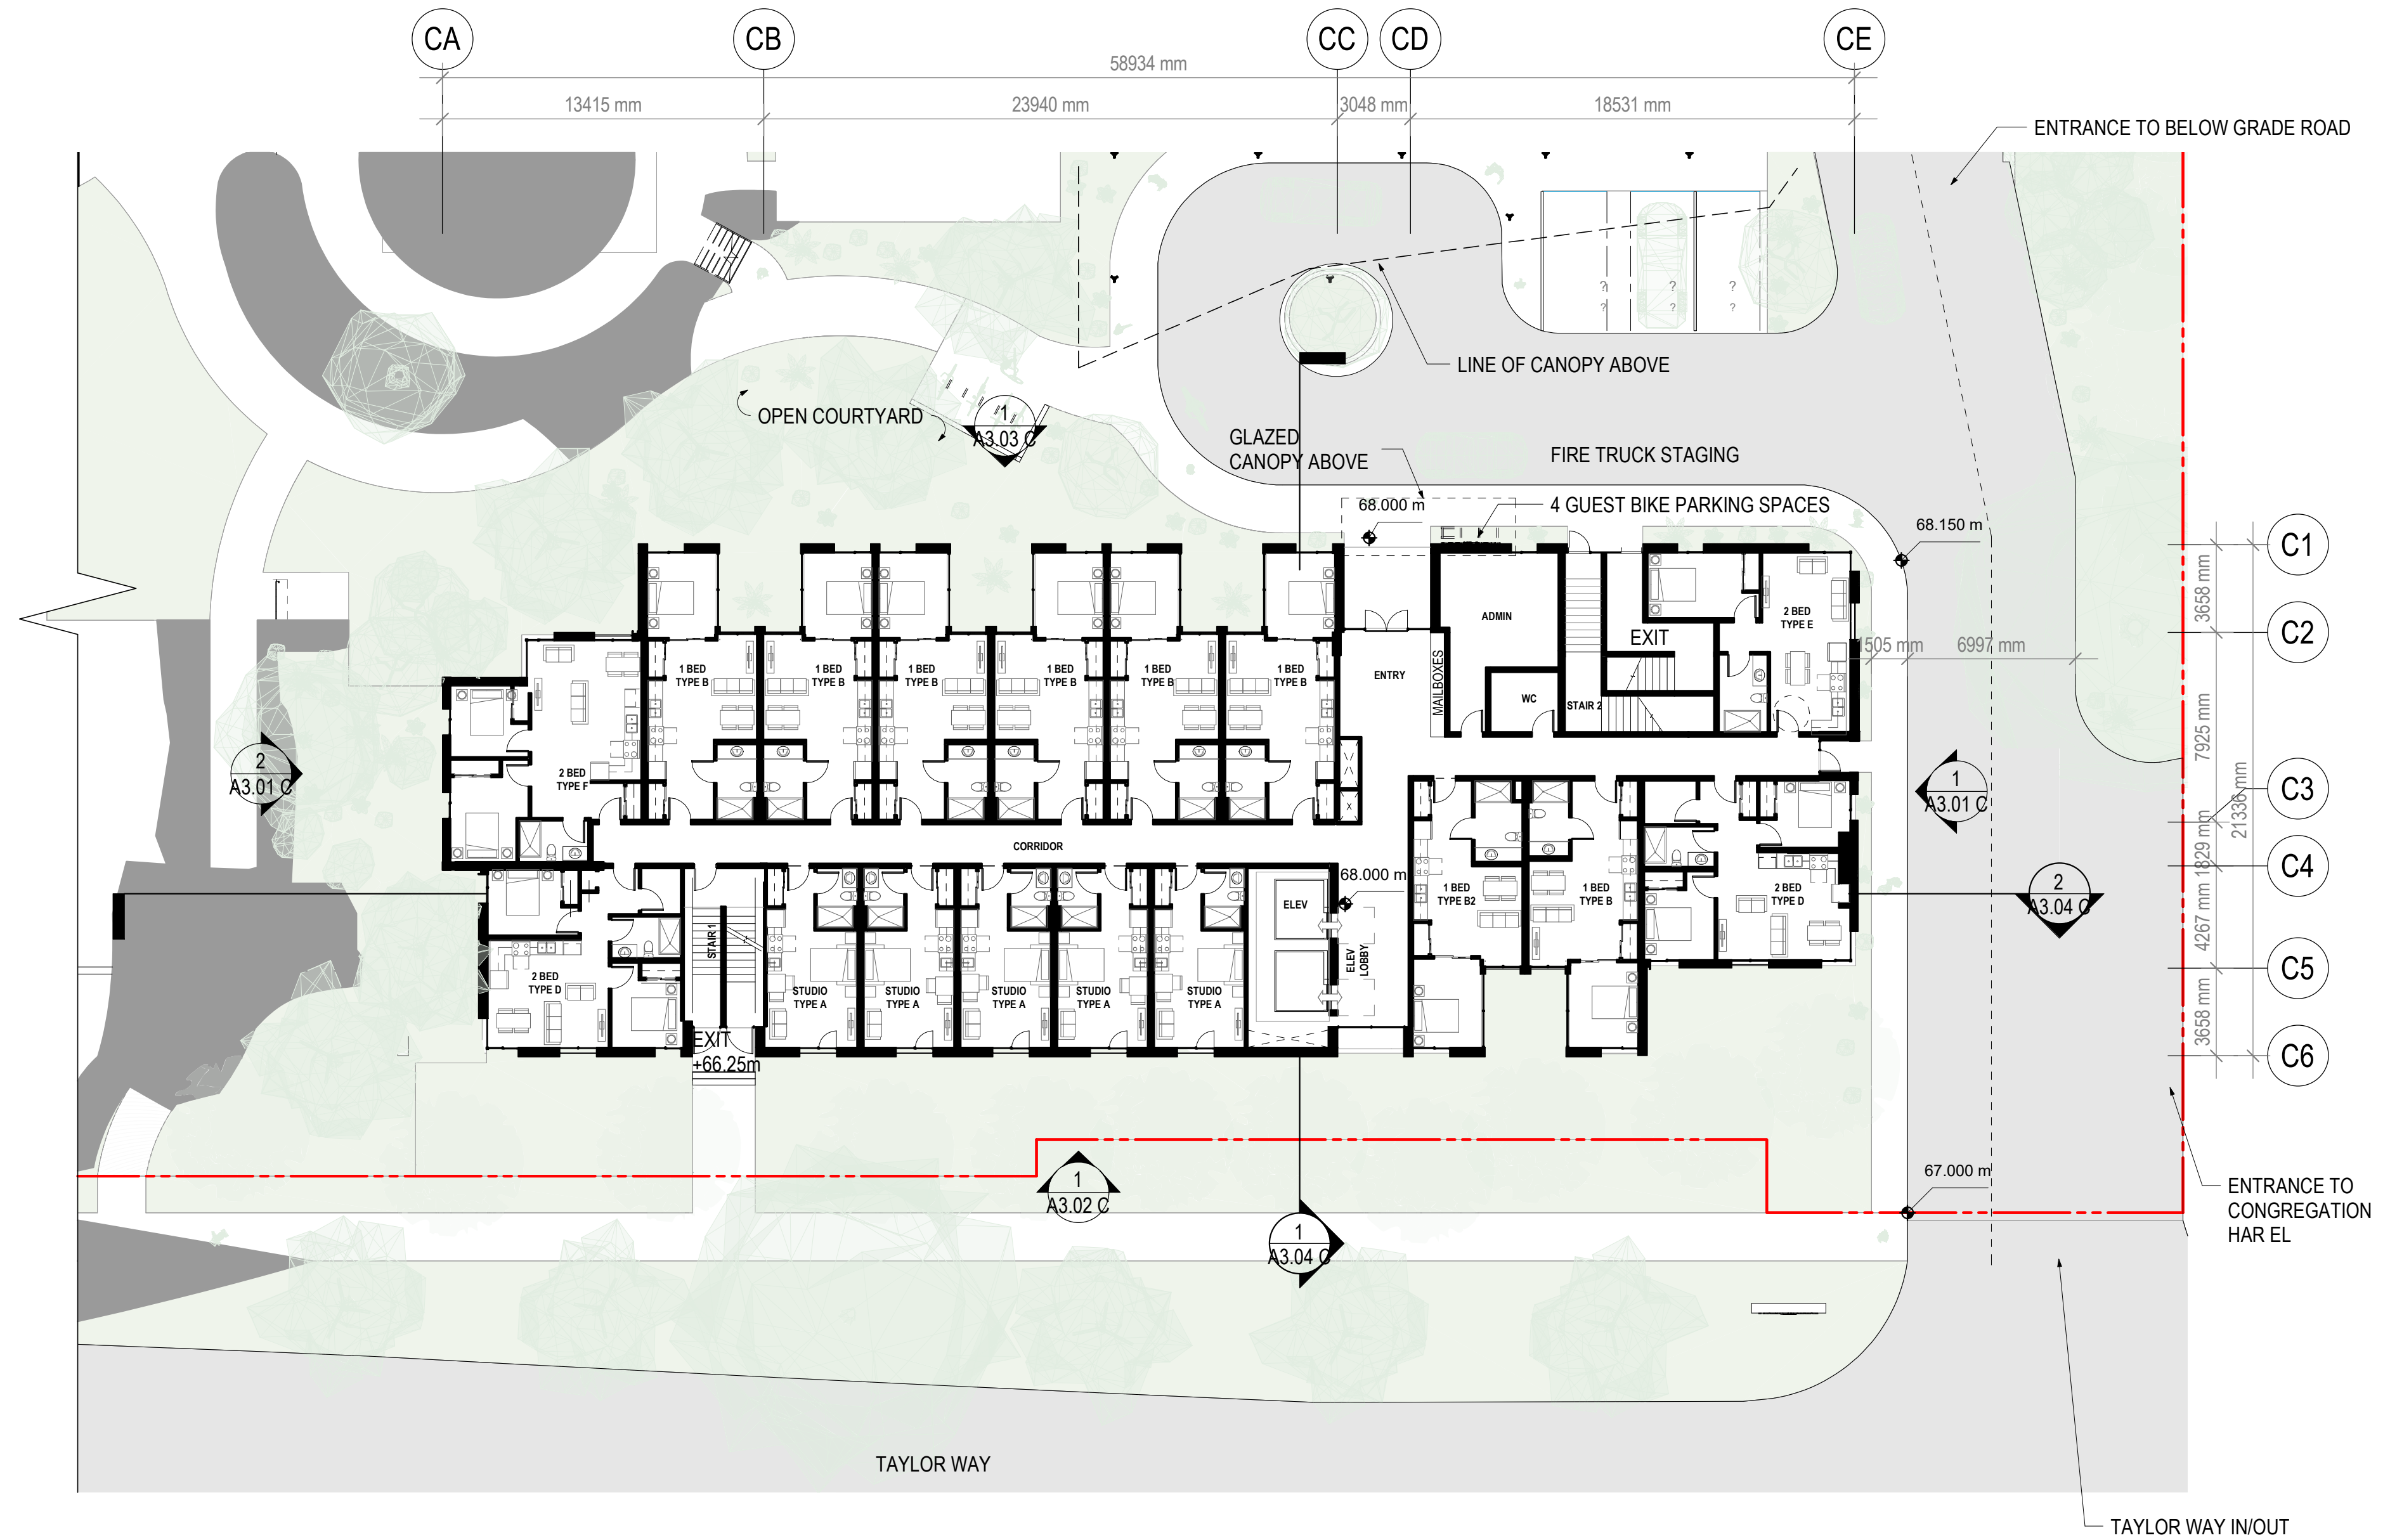 CA
CB
CC
CD
CE
58934 mm
13415 mm
23940 mm
3048 mm
18531 mm
ENTRANCE TO BELOW GRADE ROAD
?
?
?
?
?
?
LINE OF CANOPY ABOVE
OPEN COURTYARD
1
A3.03 C
GLAZED
CANOPY ABOVE
FIRE TRUCK STAGING
68.000 m
4 GUEST BIKE PARKING SPACES
68.150 m
C1
C2
C3
C4
C5
C6
3658 mm
7925 mm
1829 mm
4267 mm
3658 mm
21336 mm
1505 mm
6997 mm
ADMIN
EXIT
2 BED
TYPE E
1 BED
TYPE B
1 BED
TYPE B
1 BED
TYPE B
1 BED
TYPE B
1 BED
TYPE B
1 BED
TYPE B
ENTRY
MAILBOXES
WC
STAIR 2
2
A3.01 C
2 BED
TYPE F
1
A3.01 C
CORRIDOR
68.000 m
ELEV
ELEV
LOBBY
1 BED
TYPE B2
1 BED
TYPE B
2 BED
TYPE D
2
A3.04 C
STAIR 1
2 BED
TYPE D
STUDIO
TYPE A
STUDIO
TYPE A
STUDIO
TYPE A
STUDIO
TYPE A
STUDIO
TYPE A
EXIT
+66.25m
1
A3.02 C
67.000 m
ENTRANCE TO
CONGREGATION
HAR EL
1
A3.04 C
TAYLOR WAY
TAYLOR WAY IN/OUT